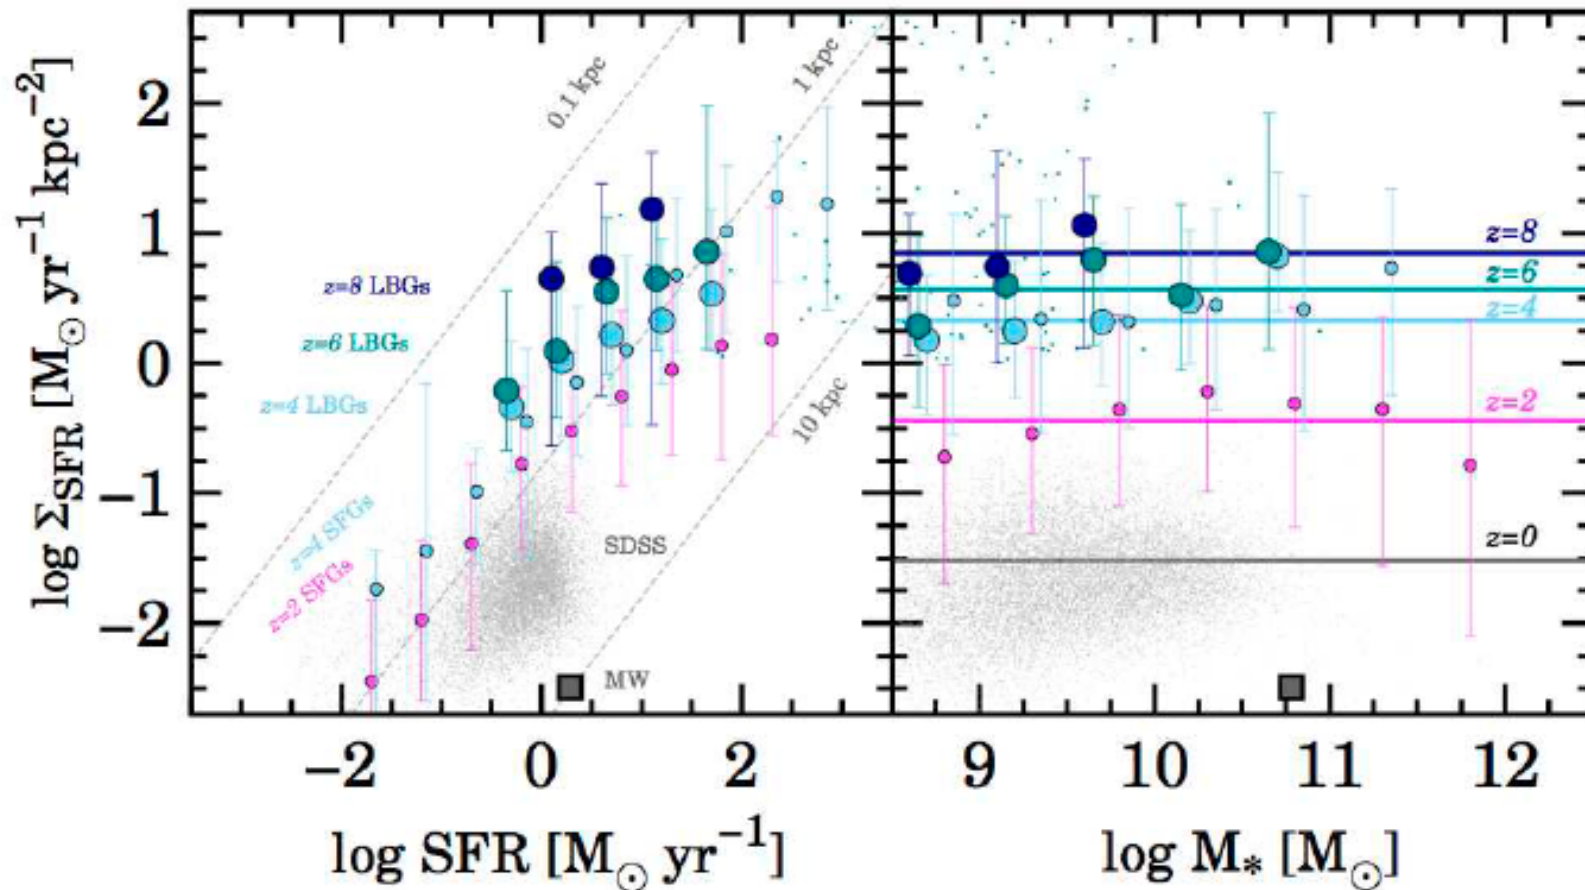 log Σ_SFR [M_⊙ yr⁻¹ kpc⁻²]
2
1
0
−1
−2
0.1 kpc
1 kpc
10 kpc
z=8 LBGs
z=6 LBGs
z=4 LBGs
z=4 SFGs
z=2 SFGs
SDSS
MW
−2 0 2
log SFR [M_⊙ yr⁻¹]
z=8
z=6
z=4
z=2
z=0
9 10 11 12
log M_* [M_⊙]